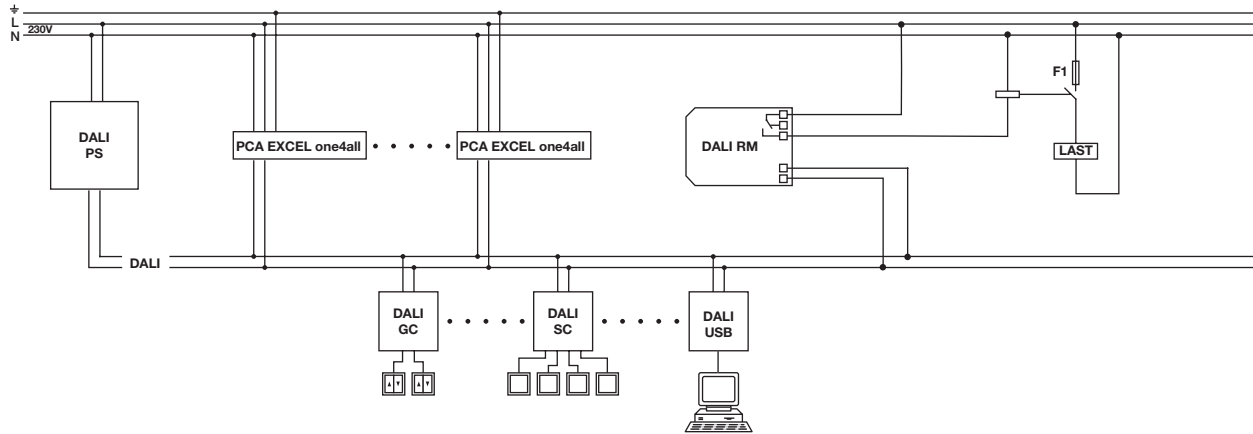 L
N 230V
F1
DALI
PS
PCA EXCEL one4all
PCA EXCEL one4all
DALI RM
LAST
DALI
DALI
GC
DALI
SC
DALI
USB